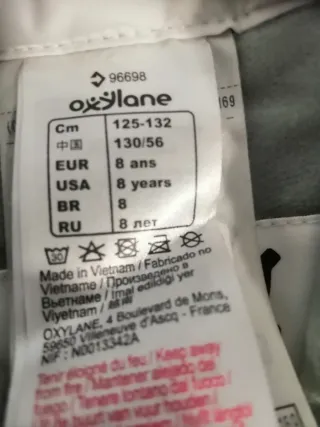 96698
oxylane
169
Cm 125-132
中国 130/56
EUR 8 ans
USA 8 years
BR 8
RU 8 лет
Made in Vietnam / Fabricado no
Vietname / Произведено в
Вьетнаме / Imal edildiği yer
Viyetnam /
OXYLANE, 4 Boulevard de Mons,
59650 Villeneuve d'Ascq - France
NIF : N0013342A
Tenir éloigné du feu / Keep away
from fire / Mantener alejado del
fuego / Tenere lontano dal fuoco /